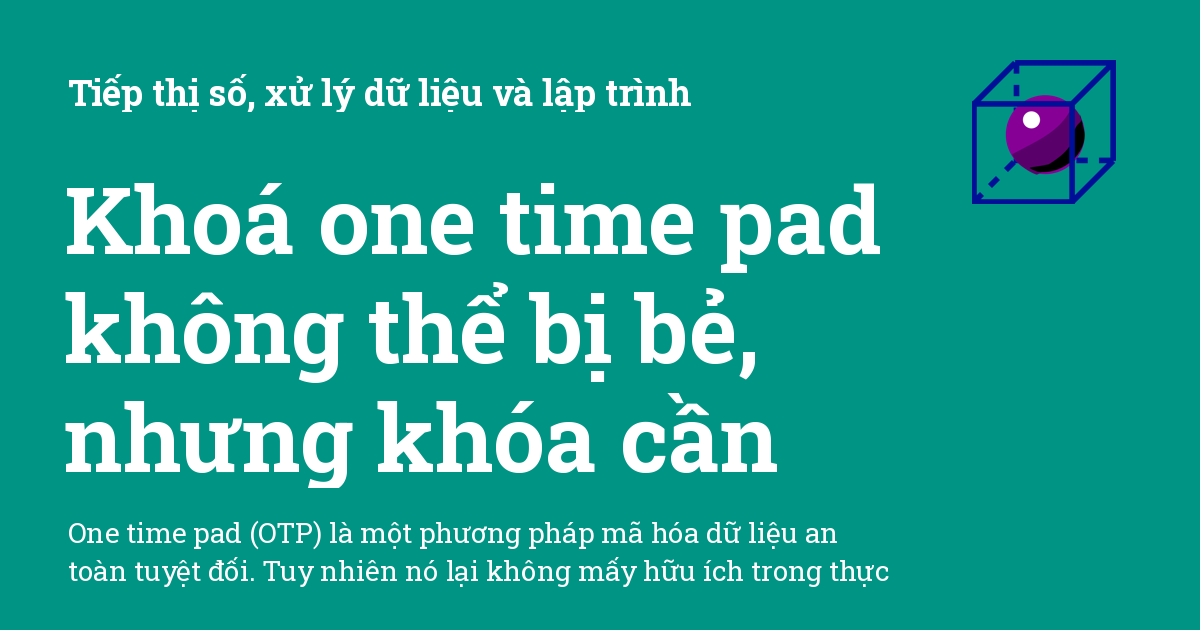 Tiếp thị số, xử lý dữ liệu và lập trình
Khoá one time pad
không thể bị bẻ,
nhưng khóa cần
One time pad (OTP) là một phương pháp mã hóa dữ liệu an
toàn tuyệt đối. Tuy nhiên nó lại không mấy hữu ích trong thực